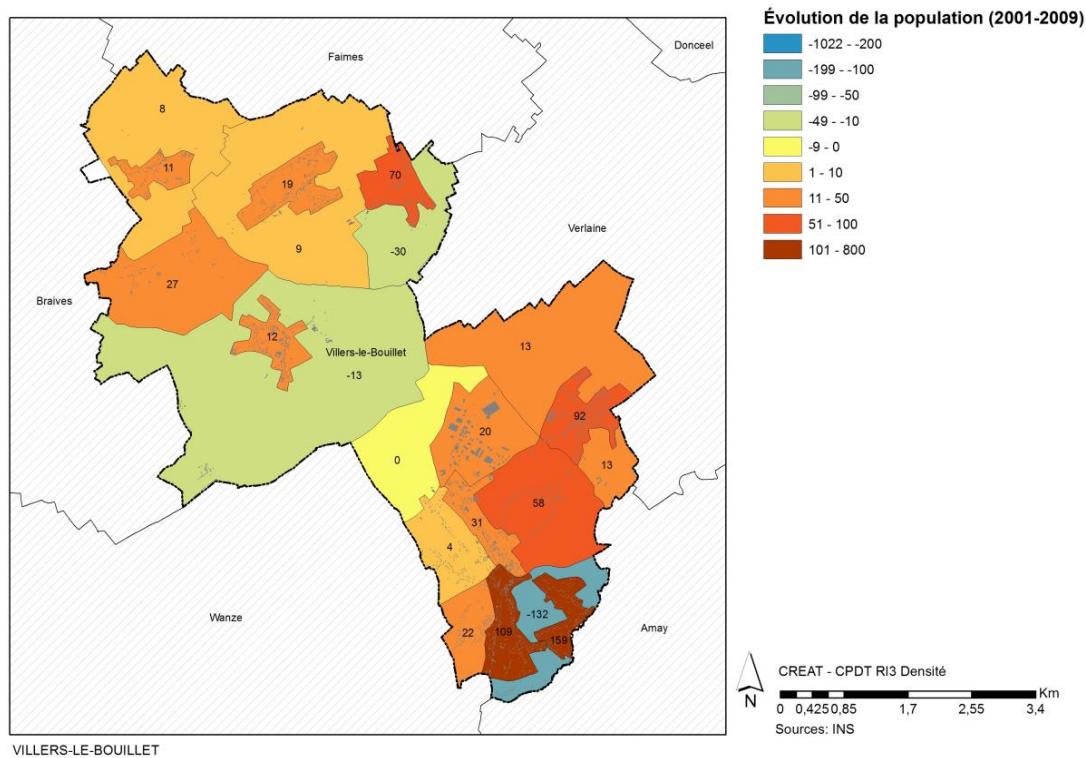 Évolution de la population (2001-2009)
-1022 - -200
-199 - -100
-99 - -50
-49 - -10
-9 - 0
1 - 10
11 - 50
51 - 100
101 - 800
Donceel
Faimes
8
11
19
70
Verlaine
9
-30
27
Braives
12
Villers-le-Bouillet
-13
13
92
20
0
13
58
31
4
-132
Wanze
22
109
159
Amay
N
CREAT - CPDT RI3 Densité
Km
0 0,425 0,85 1,7 2,55 3,4
Sources: INS
VILLERS-LE-BOUILLET